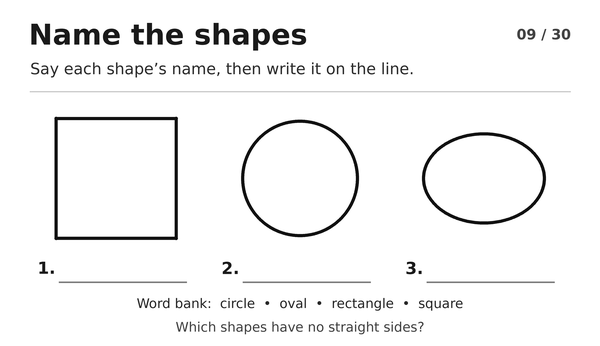 Name the shapes
09 / 30
Say each shape’s name, then write it on the line.
1.
2.
3.
Word bank: circle • oval • rectangle • square
Which shapes have no straight sides?